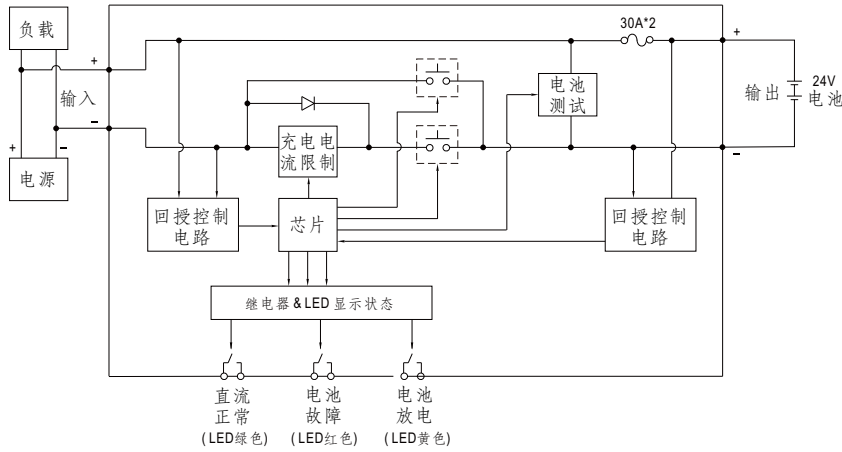 负载
30A*2
+
+
输入
电池
测试
输出
24V
电池
−
−
+
−
电源
充电电
流限制
回授控制
电路
芯片
回授控制
电路
继电器&LED显示状态
直流
正常
(LED绿色)
电池
故障
(LED红色)
电池
放电
(LED黄色)